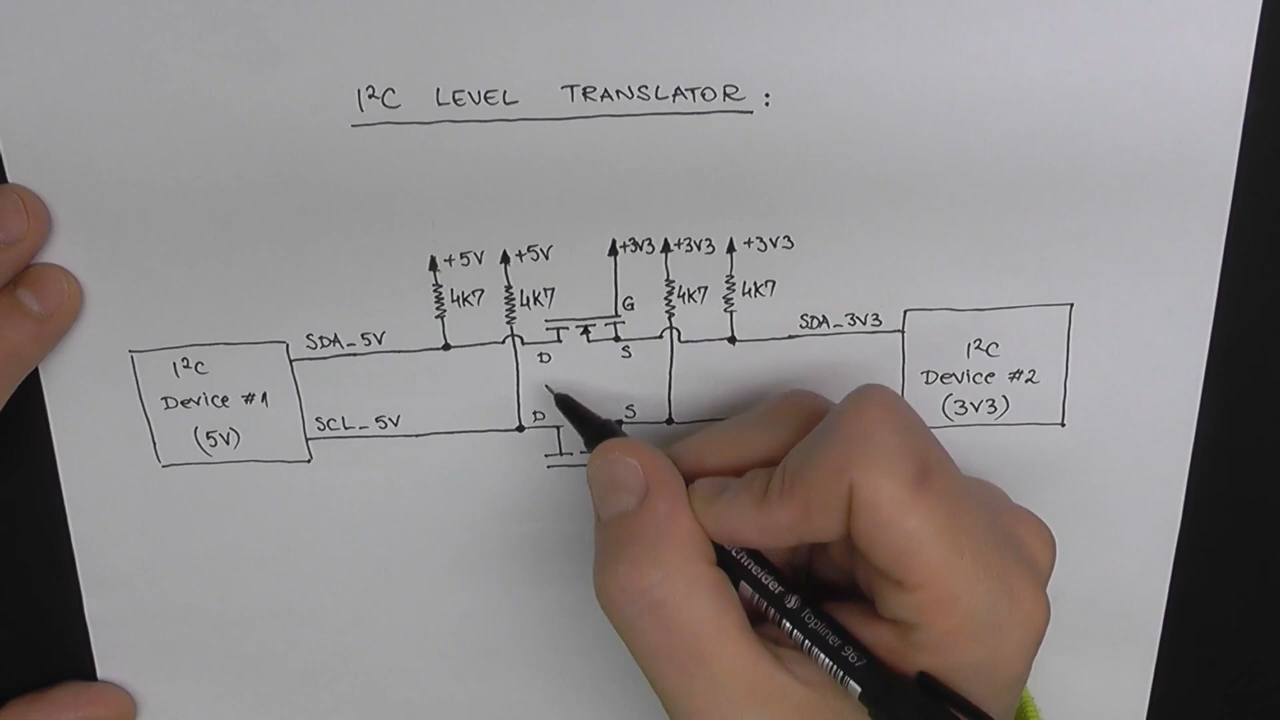 I²C LEVEL TRANSLATOR :
+5V +5V +3V3 +3V3 +3V3
4K7 4K7 G 4K7 4K7
SDA_5V D S SDA_3V3
I²C
Device #1
(5V)
SCL_5V D S
I²C
Device #2
(3V3)
Schneider Topliner 967